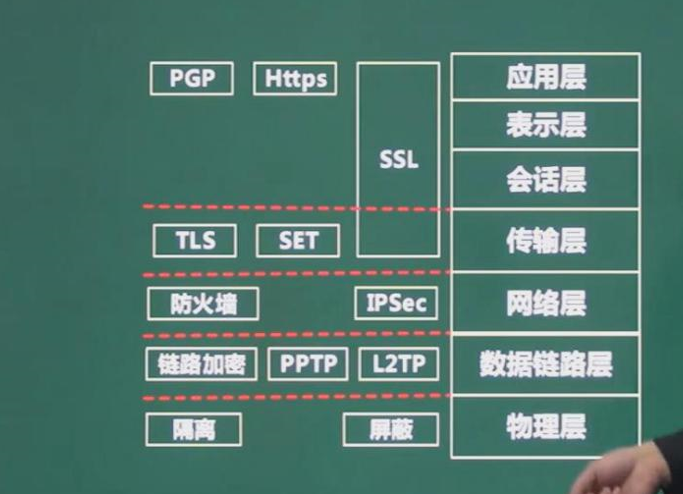 PGP Https 应用层
表示层
SSL
会话层
TLS SET 传输层
防火墙 IPSec 网络层
链路加密 PPTP L2TP 数据链路层
隔离 屏蔽 物理层